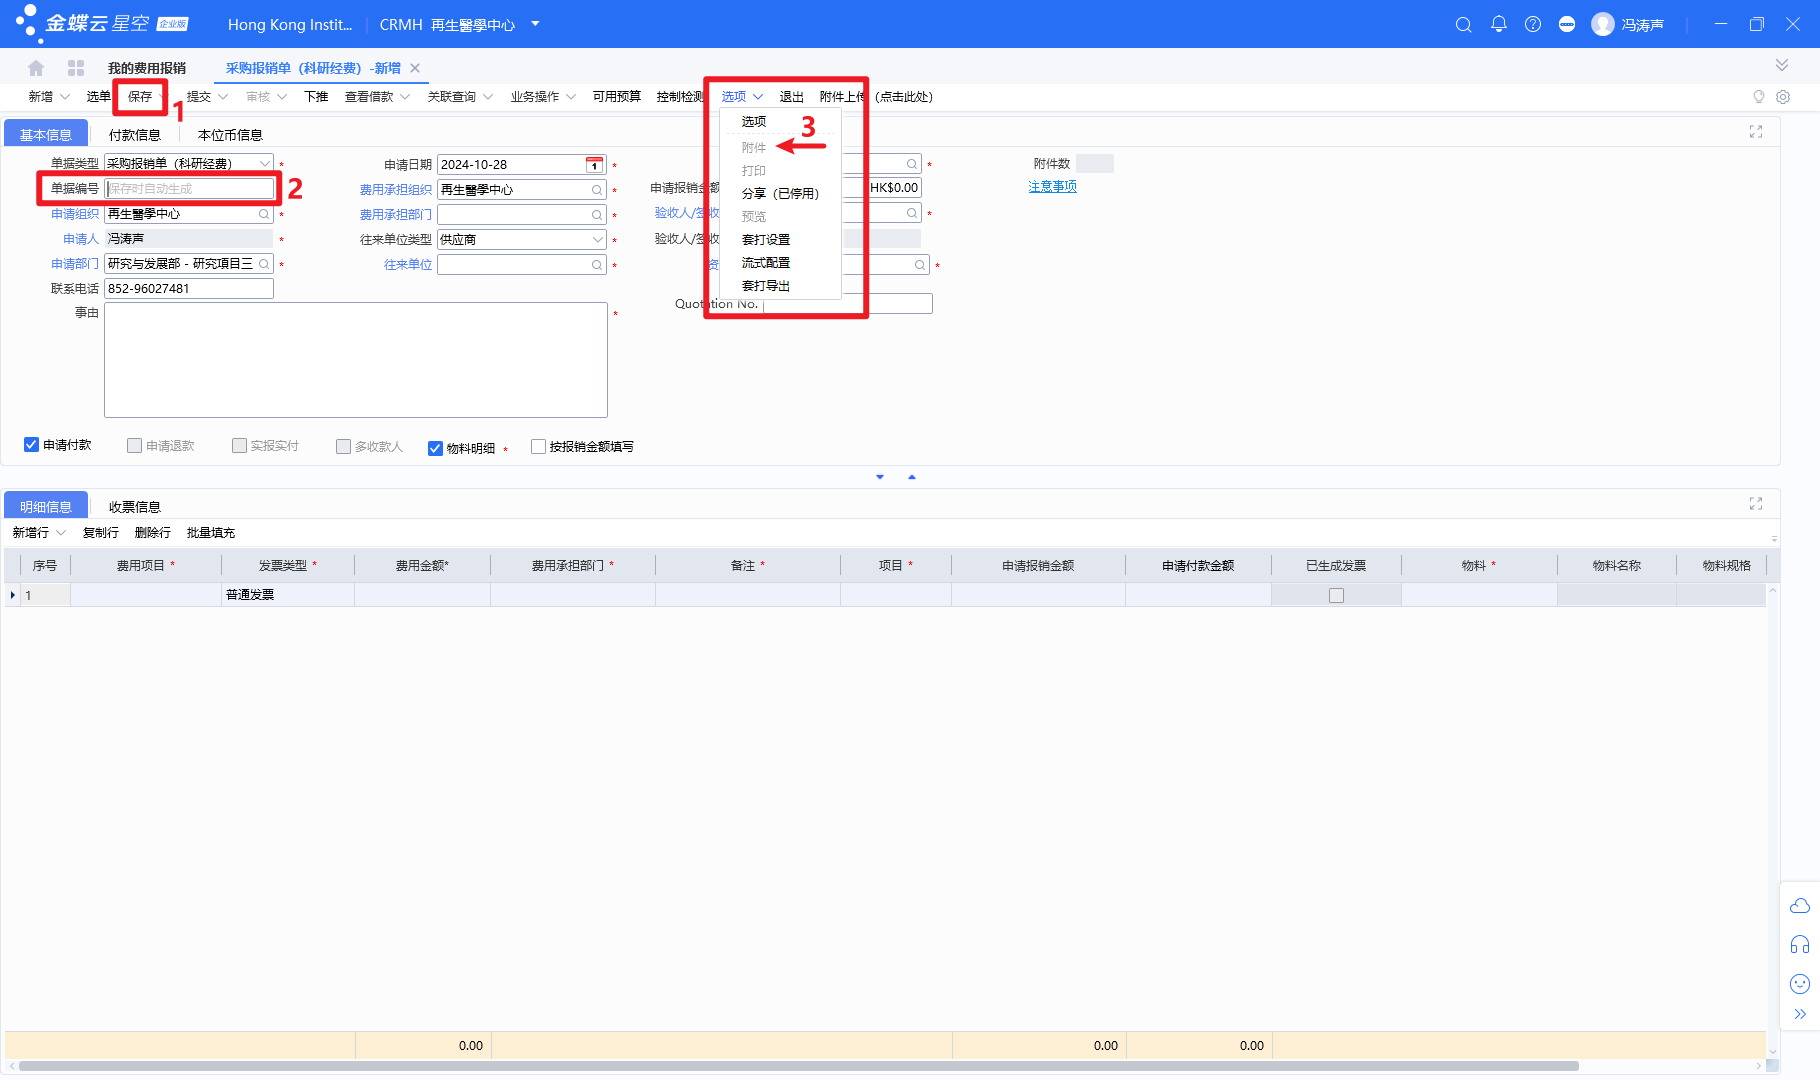 金蝶云 星空 企业版 Hong Kong Instit... CRMH 再生醫學中心 冯涛声
我的费用报销 采购报销单（科研经费）-新增
新增 选单 保存 提交 审核 下推 查看借款 关联查询 业务操作 可用预算 控制检测 选项 退出 附件上传 (点击此处)
1
基本信息 付款信息 本位币信息
单据类型 采购报销单（科研经费） *
单据编号 保存时自动生成
2
申请组织 再生醫學中心 *
申请人 冯涛声 *
申请部门 研究与发展部 - 研究项目三 *
联系电话 852-96027481
事由 *
申请日期 2024-10-28 1 *
费用承担组织 再生醫學中心 *
费用承担部门 *
往来单位类型 供应商 *
往来单位 *
*
申请报销金额 HK$0.00
验收人/签收 *
验收人/签收
资 *
Quotation No.
选项
附件
3
打印
分享（已停用）
预览
套打设置
流式配置
套打导出
附件数
注意事项
申请付款 申请退款 实报实付 多收款人 物料明细 * 按报销金额填写
明细信息 收票信息
新增行 复制行 删除行 批量填充
序号 费用项目 * 发票类型 * 费用金额* 费用承担部门 * 备注 * 项目 * 申请报销金额 申请付款金额 已生成发票 物料 * 物料名称 物料规格
1 普通发票
0.00 0.00 0.00